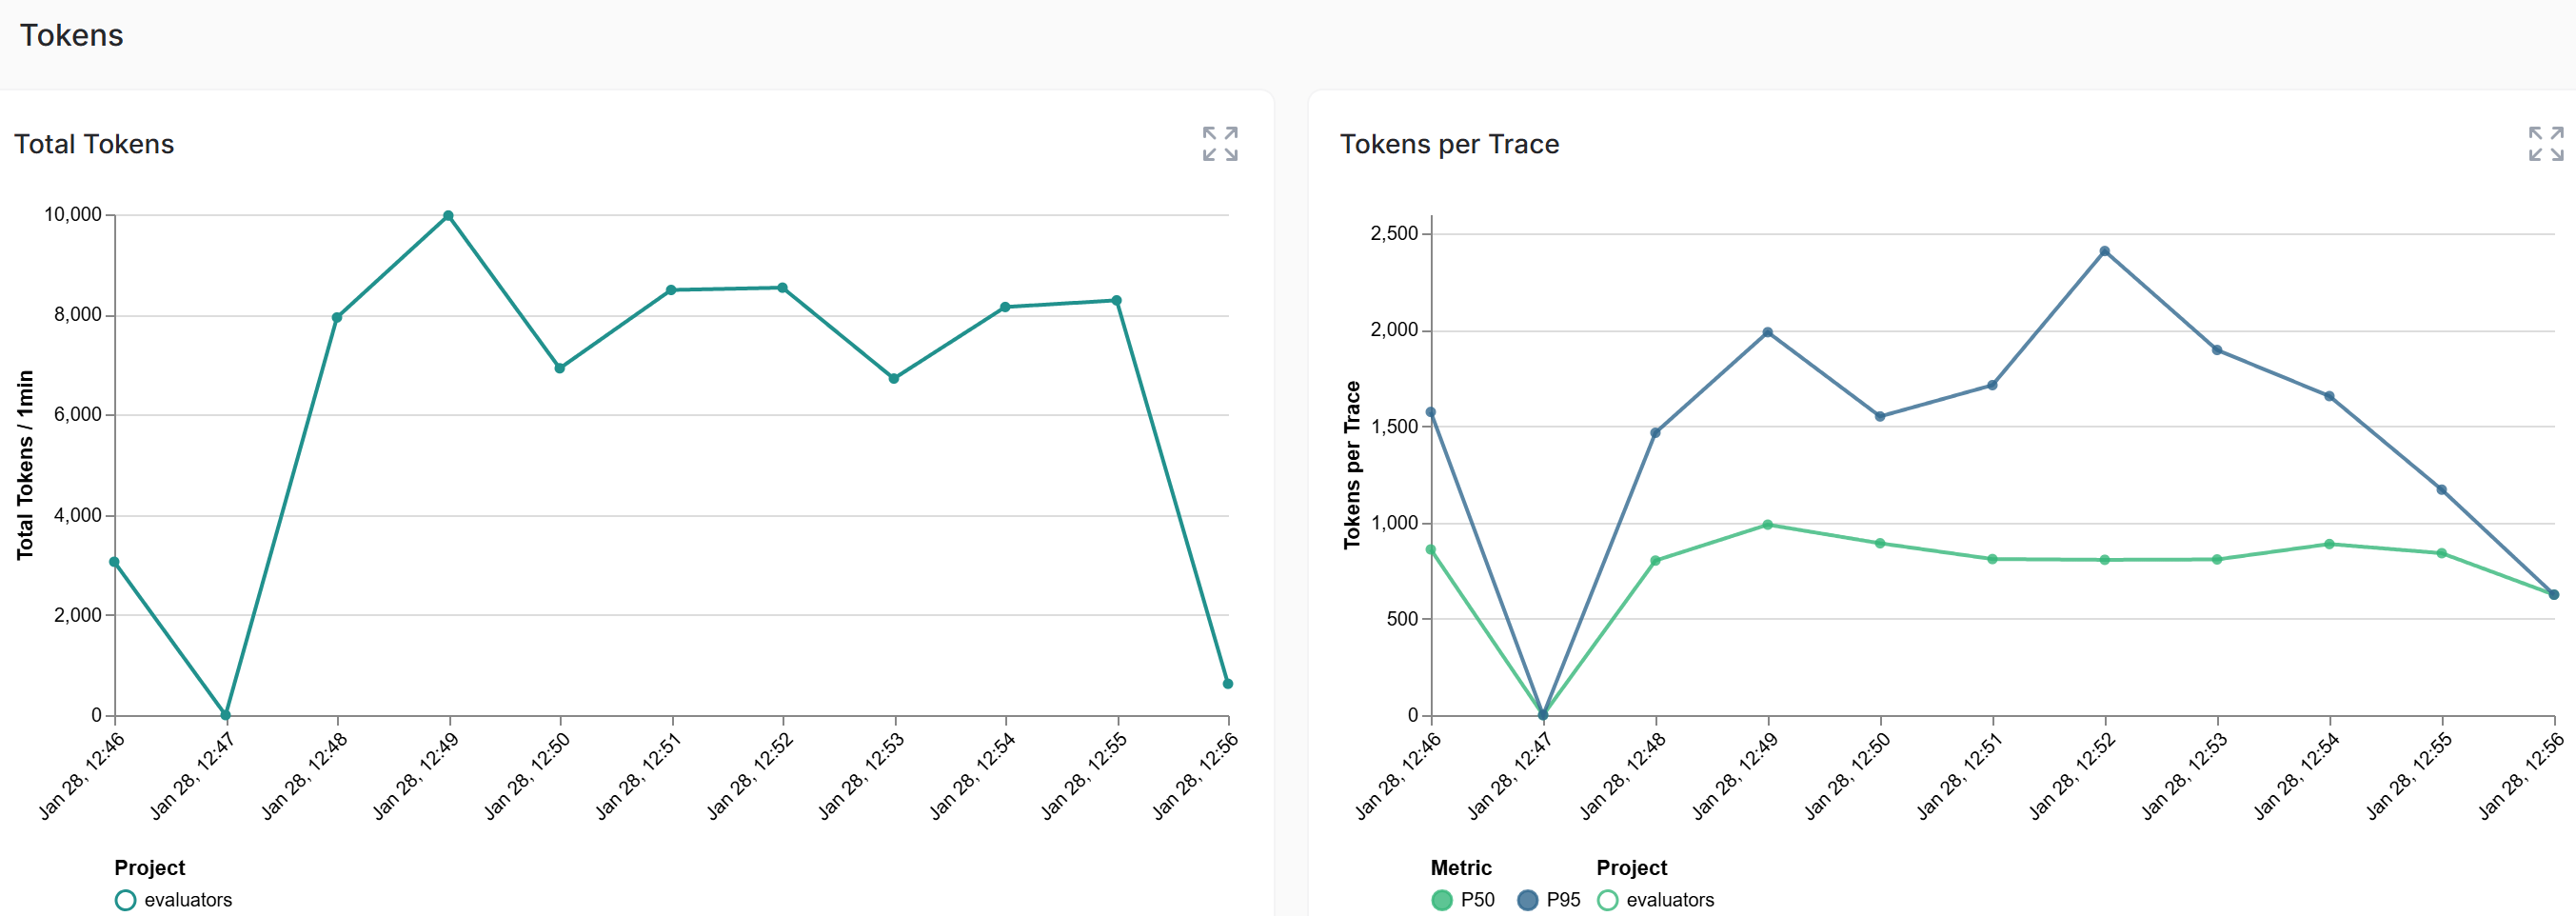 Tokens
Total Tokens
Total Tokens / 1min
10,000
8,000
6,000
4,000
2,000
0
Jan 28, 12:46
Jan 28, 12:47
Jan 28, 12:48
Jan 28, 12:49
Jan 28, 12:50
Jan 28, 12:51
Jan 28, 12:52
Jan 28, 12:53
Jan 28, 12:54
Jan 28, 12:55
Jan 28, 12:56
Project
evaluators
Tokens per Trace
Tokens per Trace
2,500
2,000
1,500
1,000
500
0
Jan 28, 12:46
Jan 28, 12:47
Jan 28, 12:48
Jan 28, 12:49
Jan 28, 12:50
Jan 28, 12:51
Jan 28, 12:52
Jan 28, 12:53
Jan 28, 12:54
Jan 28, 12:55
Jan 28, 12:56
Metric
P50 P95
Project
evaluators